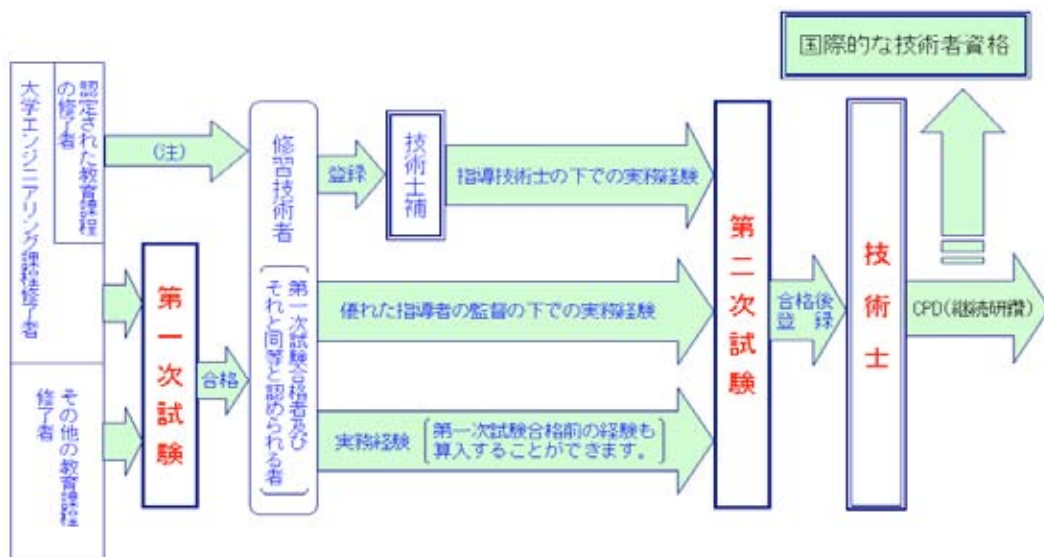 国際的な技術者資格
大学エンジニアリング課程修了者
認定された教育課程
の修了者
その他の教育課程
修了者
(注)
第一次試験
合格
修習技術者
第一次試験合格者及び
それと同等と認められる者
登録
技術士補
指導技術士の下での実務経験
優れた指導者の監督の下での実務経験
実務経験
第一次試験合格前の経験も
算入することができます。
第二次試験
合格後
登 録
技術士
CPD(継続研鑽)